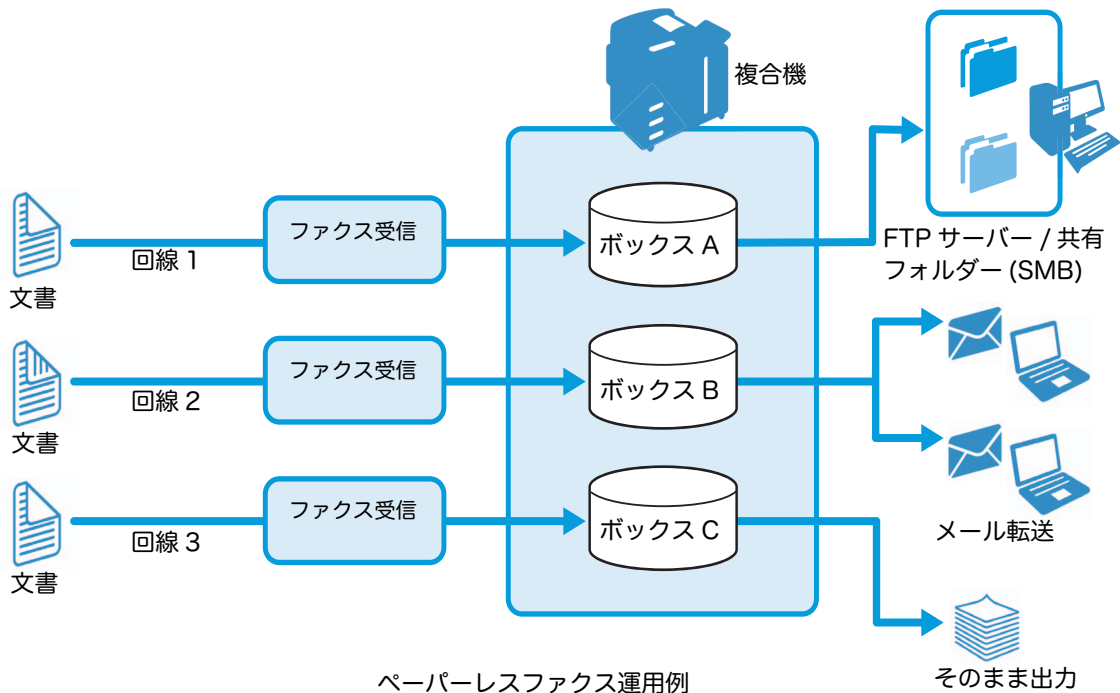 複合機
ファクス受信
ボックス A
回線 1
文書
FTP サーバー / 共有
フォルダー (SMB)
ファクス受信
ボックス B
回線 2
文書
ファクス受信
ボックス C
回線 3
文書
メール転送
そのまま出力
ペーパーレスファクス運用例